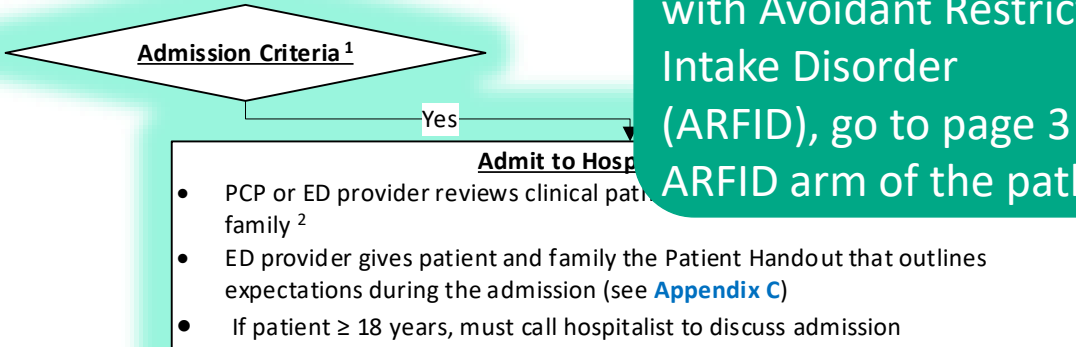 with Avoidant Restric
Intake Disorder
(ARFID), go to page 3
ARFID arm of the pat
Admission Criteria 1
Yes
Admit to Hosp
• PCP or ED provider reviews clinical
family 2
• ED provider gives patient and family the Patient Handout that outlines
expectations during the admission (see Appendix C)
• If patient ≥ 18 years, must call hospitalist to discuss admission